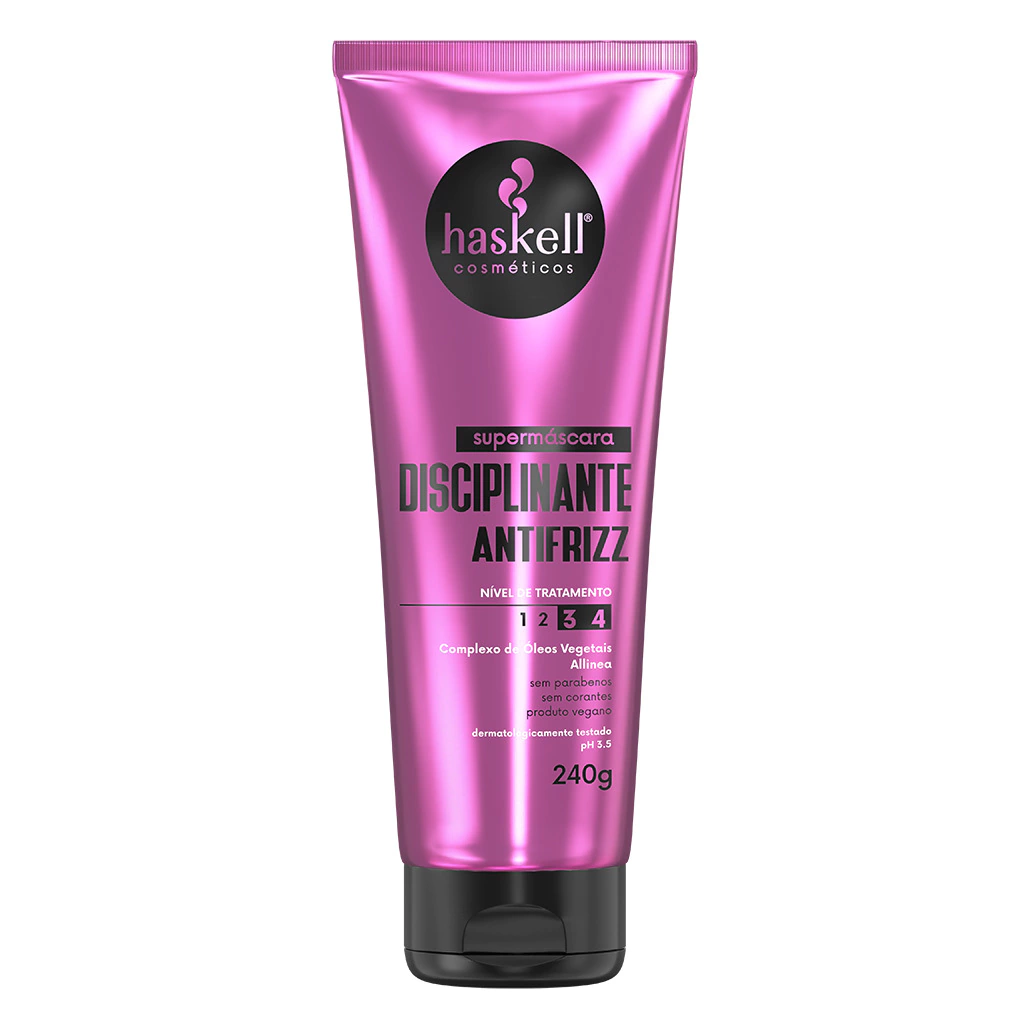 haskell®
cosméticos
supermáscara
DISCIPLINANTE
ANTIFRIZZ
NÍVEL DE TRATAMENTO
1 2 3 4
Complexo de Óleos Vegetais
Allinea
sem parabenos
sem corantes
produto vegano
dermatologicamente testado
pH 3.5
240g